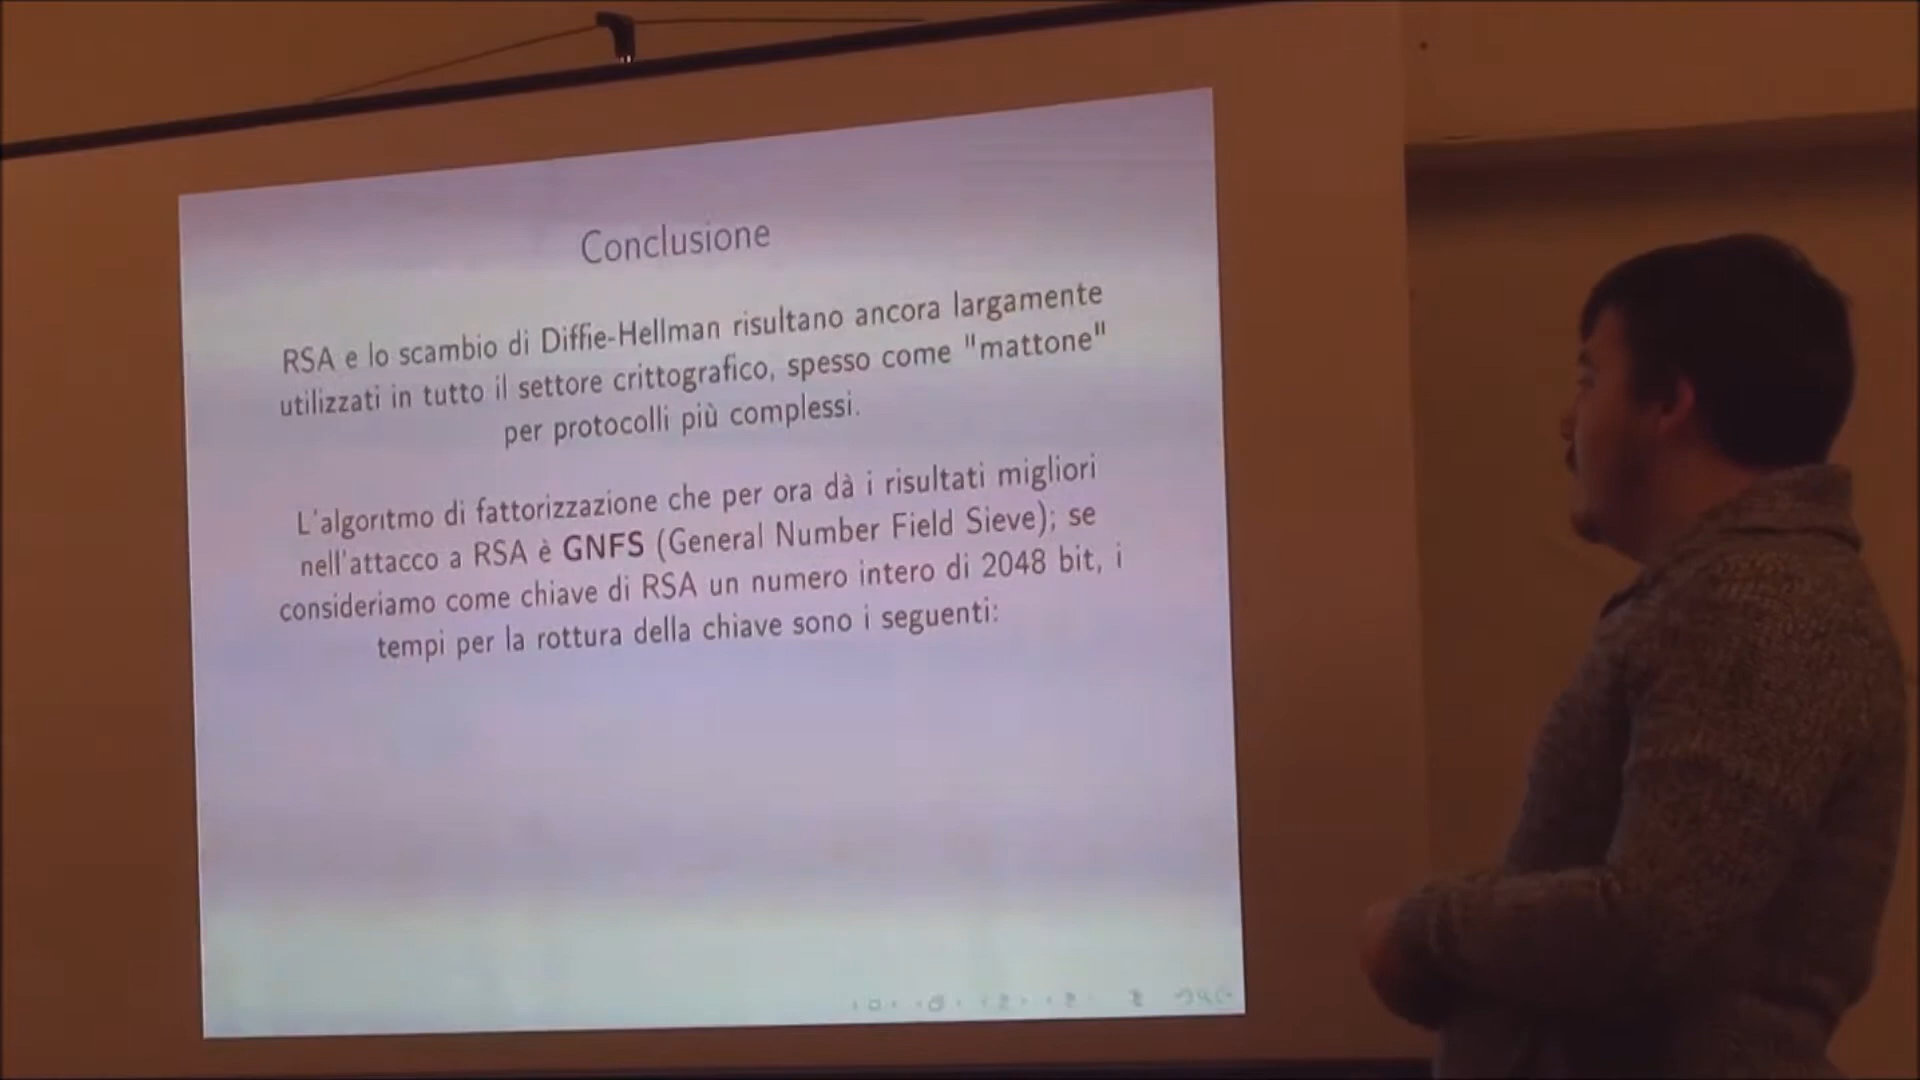 Conclusione
RSA e lo scambio di Diffie-Hellman risultano ancora largamente
utilizzati in tutto il settore crittografico, spesso come "mattone"
per protocolli più complessi.
L'algoritmo di fattorizzazione che per ora dà i risultati migliori
nell'attacco a RSA è GNFS (General Number Field Sieve); se
consideriamo come chiave di RSA un numero intero di 2048 bit, i
tempi per la rottura della chiave sono i seguenti: